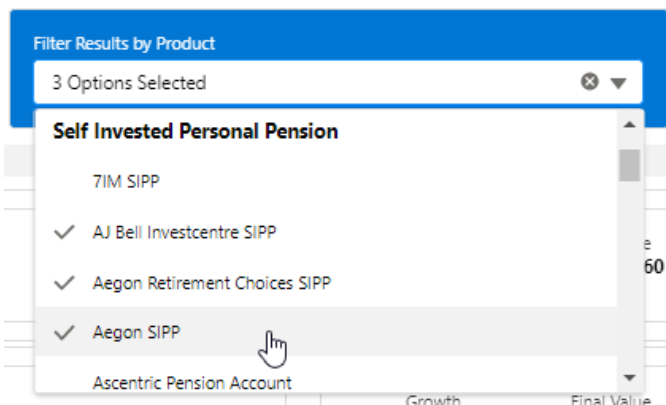 Filter Results by Product
3 Options Selected
Self Invested Personal Pension
7IM SIPP
AJ Bell Investcentre SIPP
e
Aegon Retirement Choices SIPP
60
Aegon SIPP
Ascentric Pension Account
Growth
Final Value